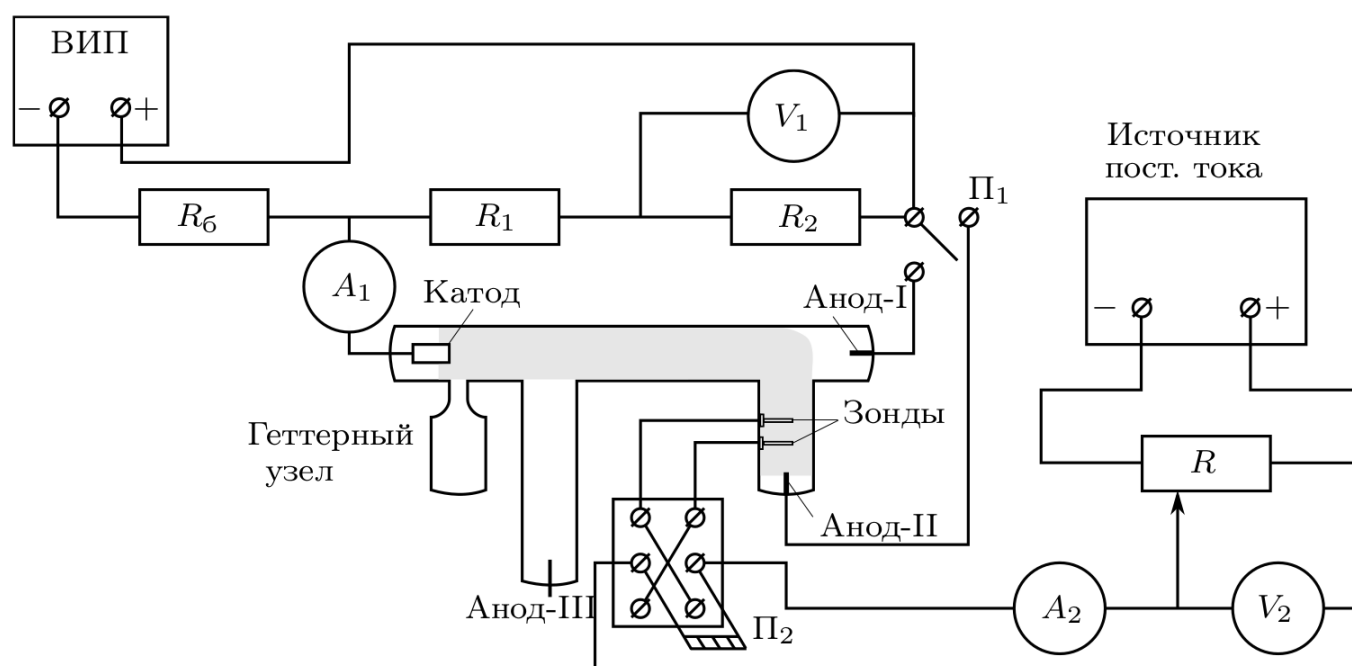 ВИП
− +
Rб
R1
V1
R2
П1
A1
Катод
Анод-I
Геттерный
узел
Зонды
Анод-II
Анод-III
П2
Источник
пост. тока
− +
R
A2
V2